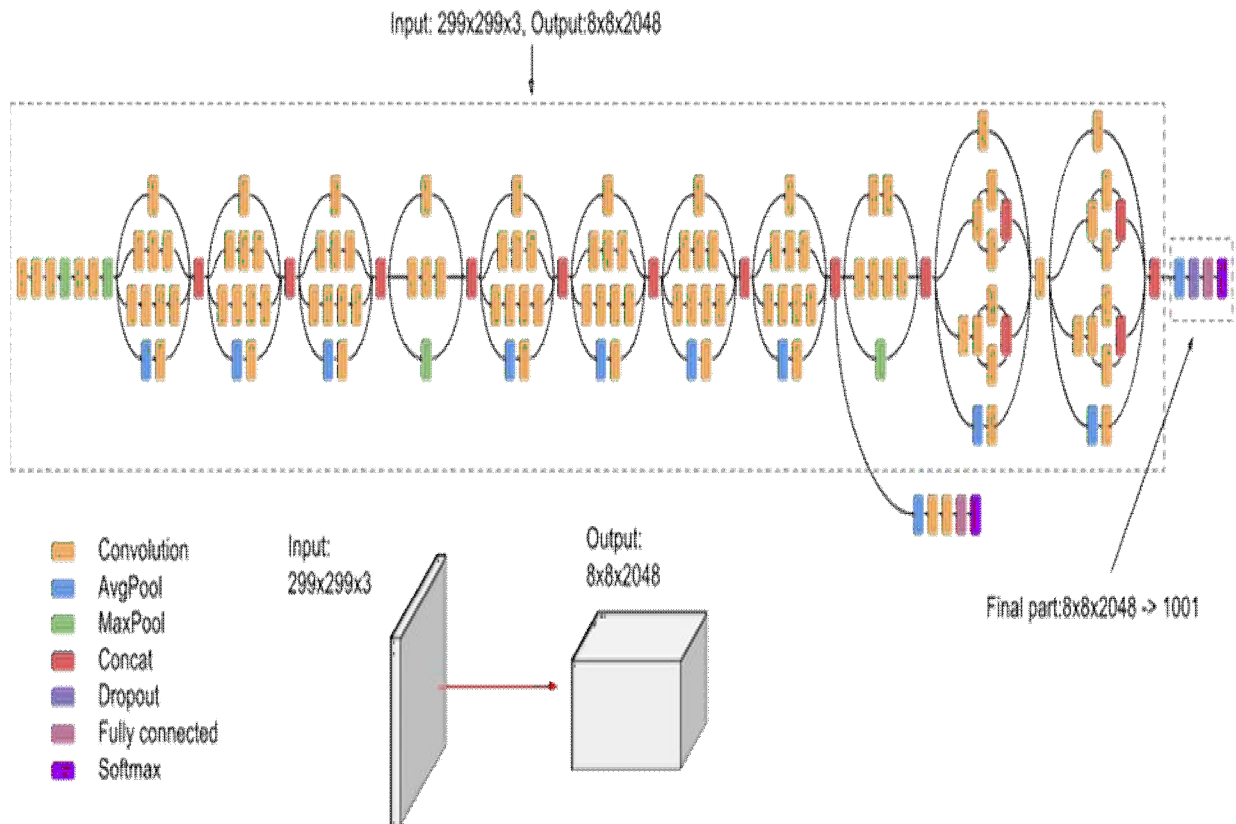 Input: 299x299x3, Output:8x8x2048
Convolution
AvgPool
MaxPool
Concat
Dropout
Fully connected
Softmax
Input:
299x299x3
Output:
8x8x2048
Final part:8x8x2048 -> 1001